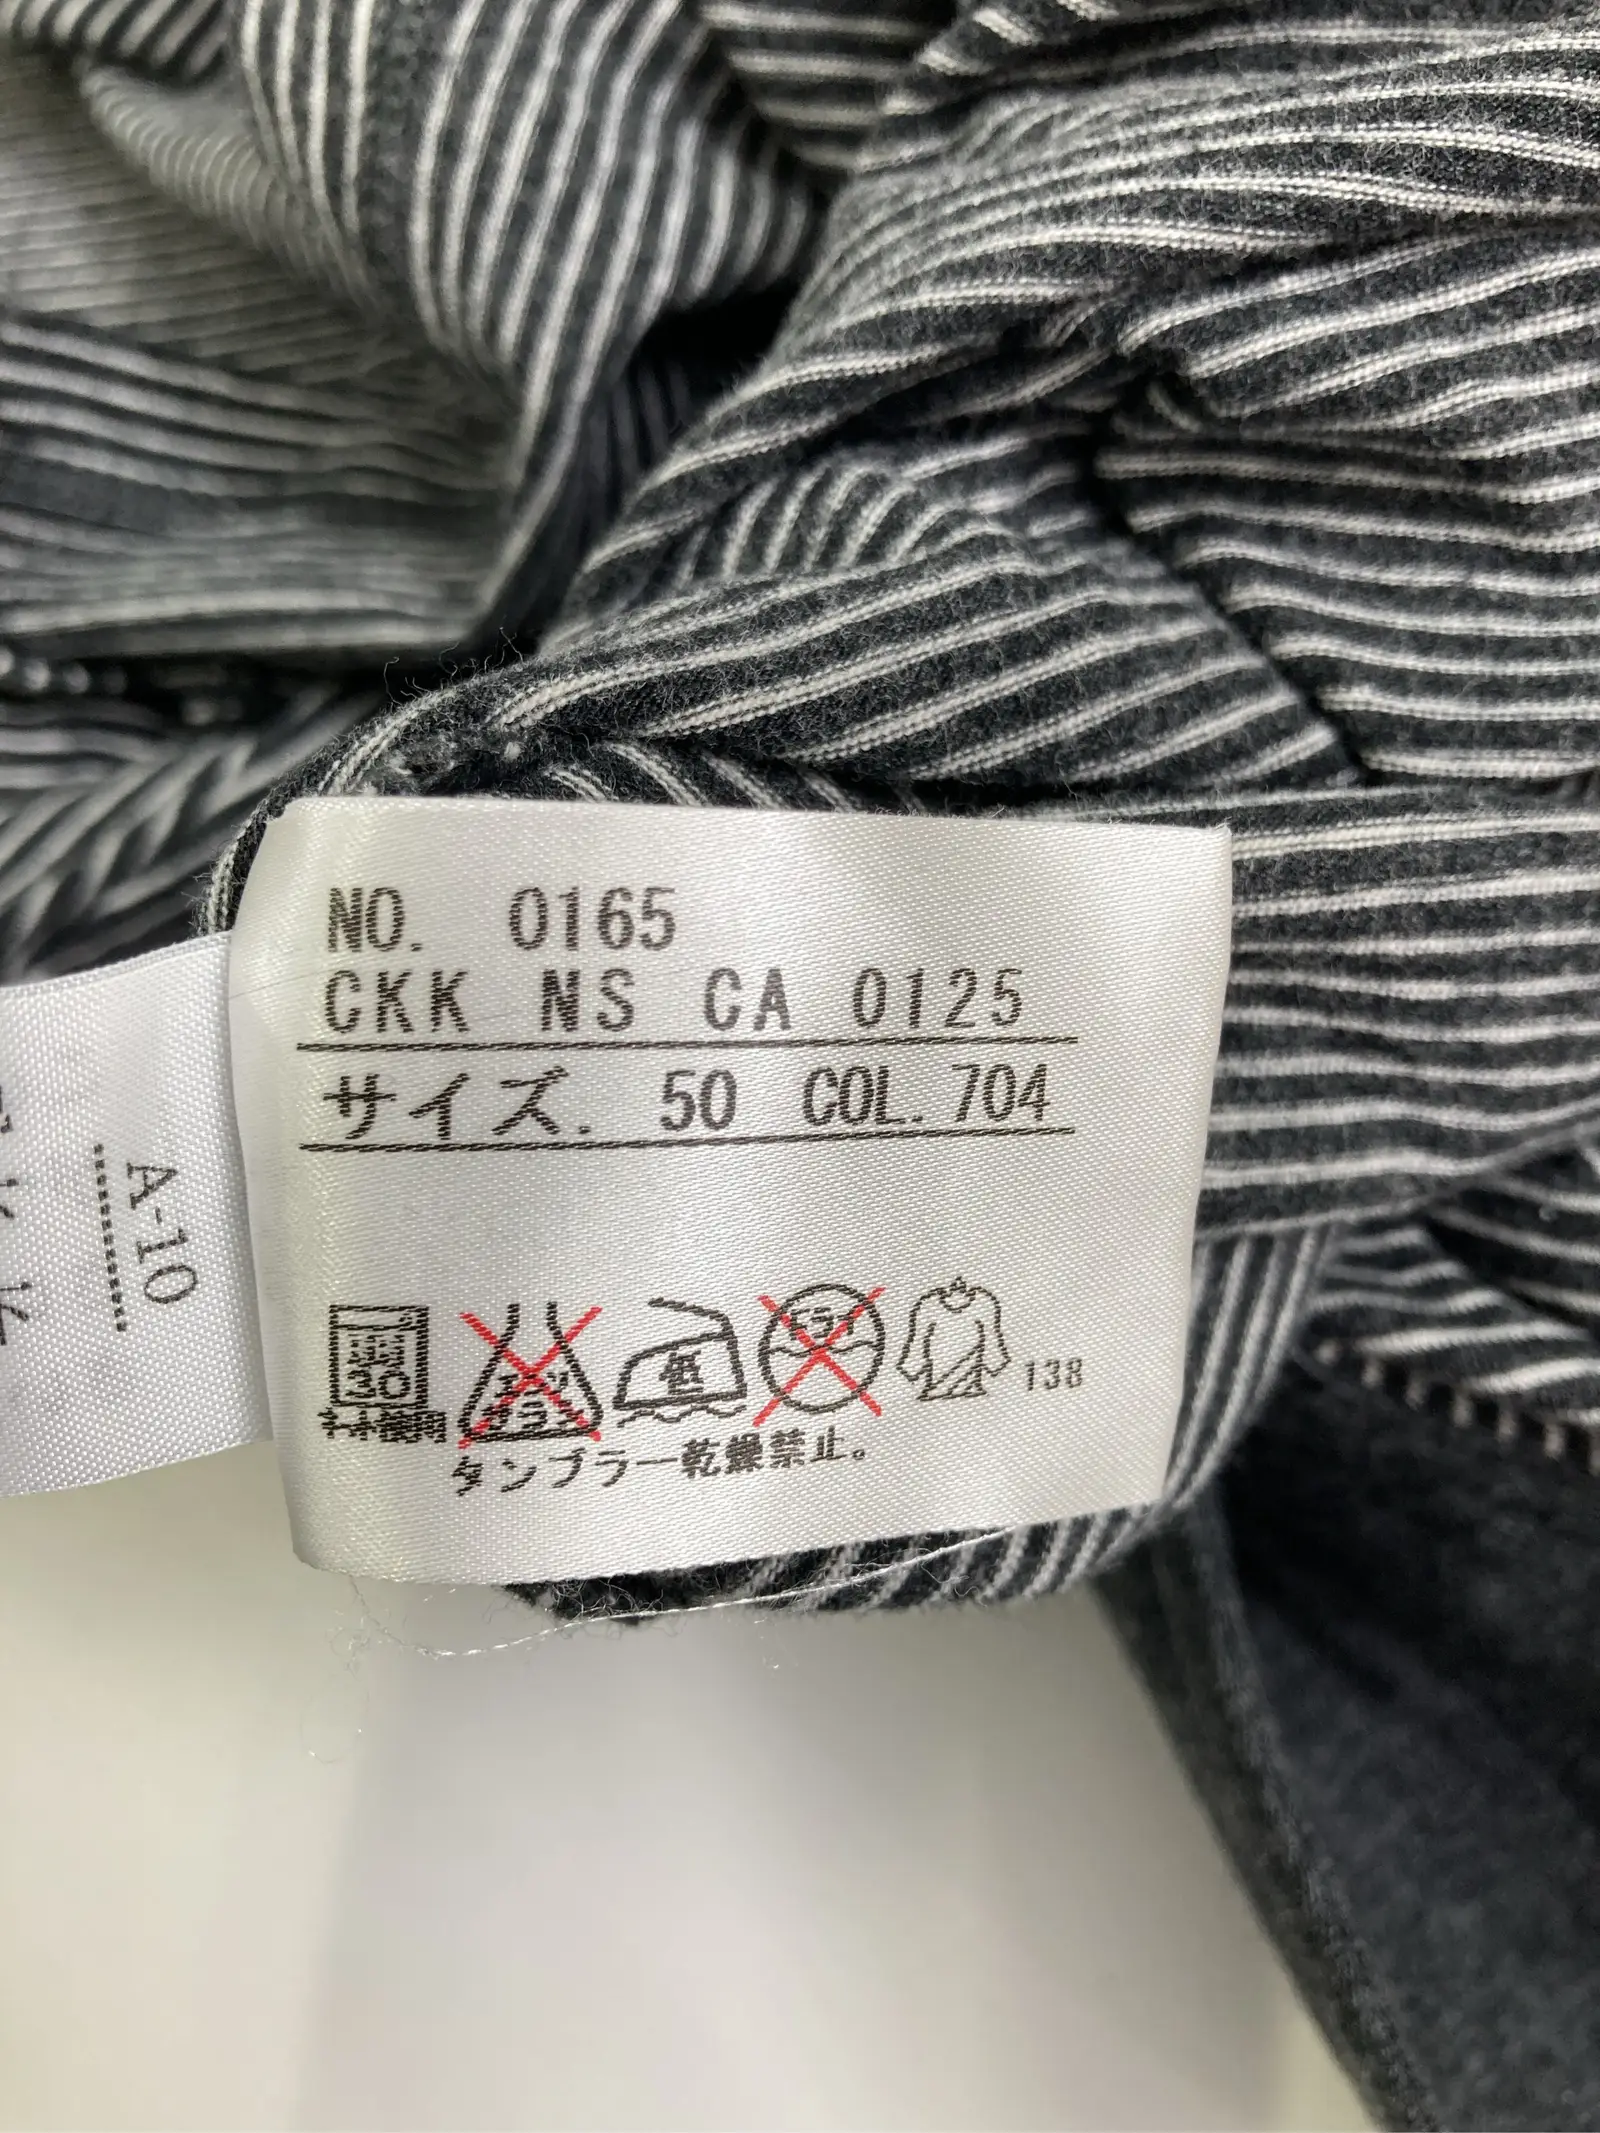 NO. 0165
CKK NS CA 0125
サイズ. 50 COL. 704
低
138
タンブラー乾燥禁止。
A-10